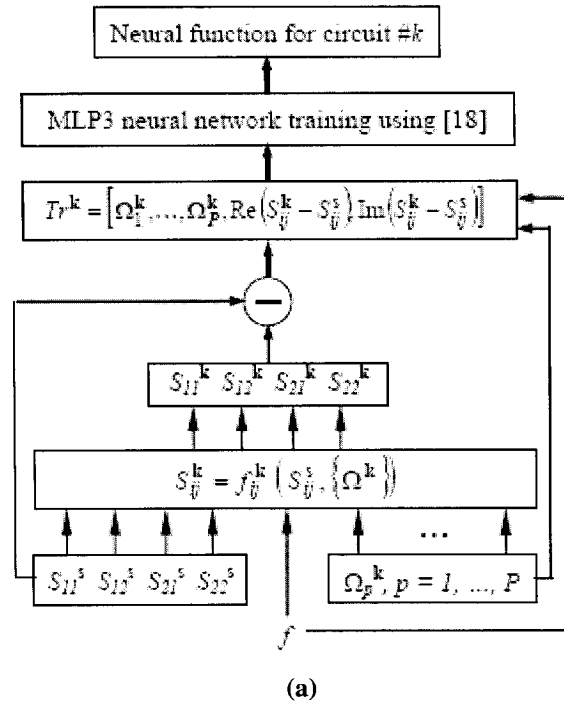 Neural function for circuit #k
MLP3 neural network training using [18]
Tr^k = [Ω_1^k,...,Ω_P^k, Re(S_ij^k − S_ij^s), Im(S_ij^k − S_ij^s)]
−
S_11^k S_12^k S_21^k S_22^k
S_ij^k = f_ij^k (S_ij^s, {Ω^k})
...
S_11^s S_12^s S_21^s S_22^s
Ω_p^k, p = 1, ..., P
f
(a)